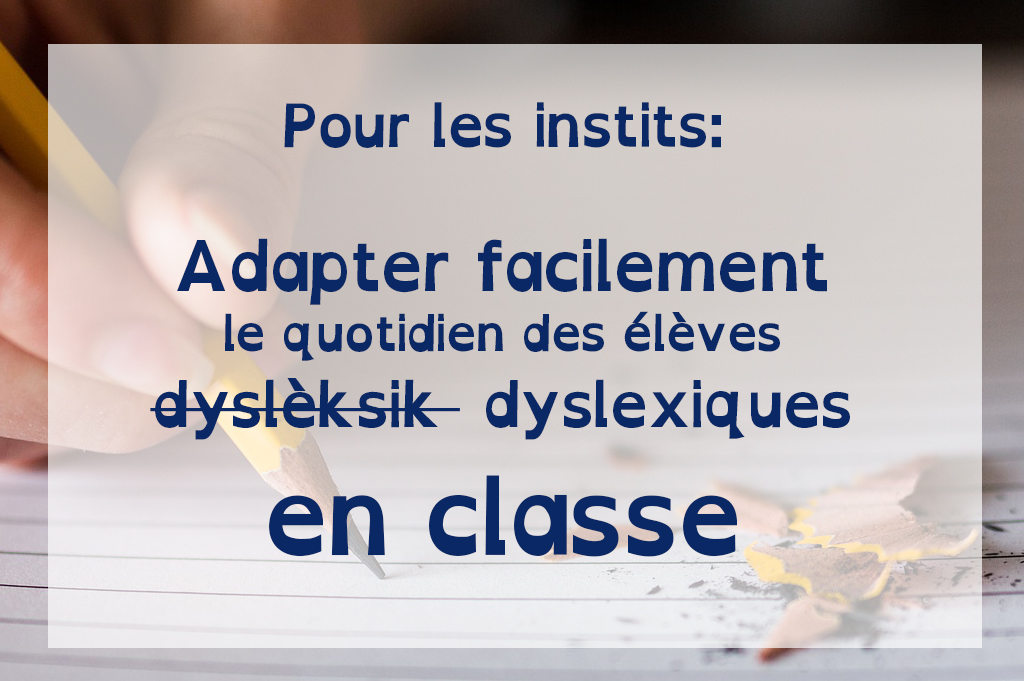 Pour les instits:
Adapter facilement
le quotidien des élèves
dyslèksik dyslexiques
en classe